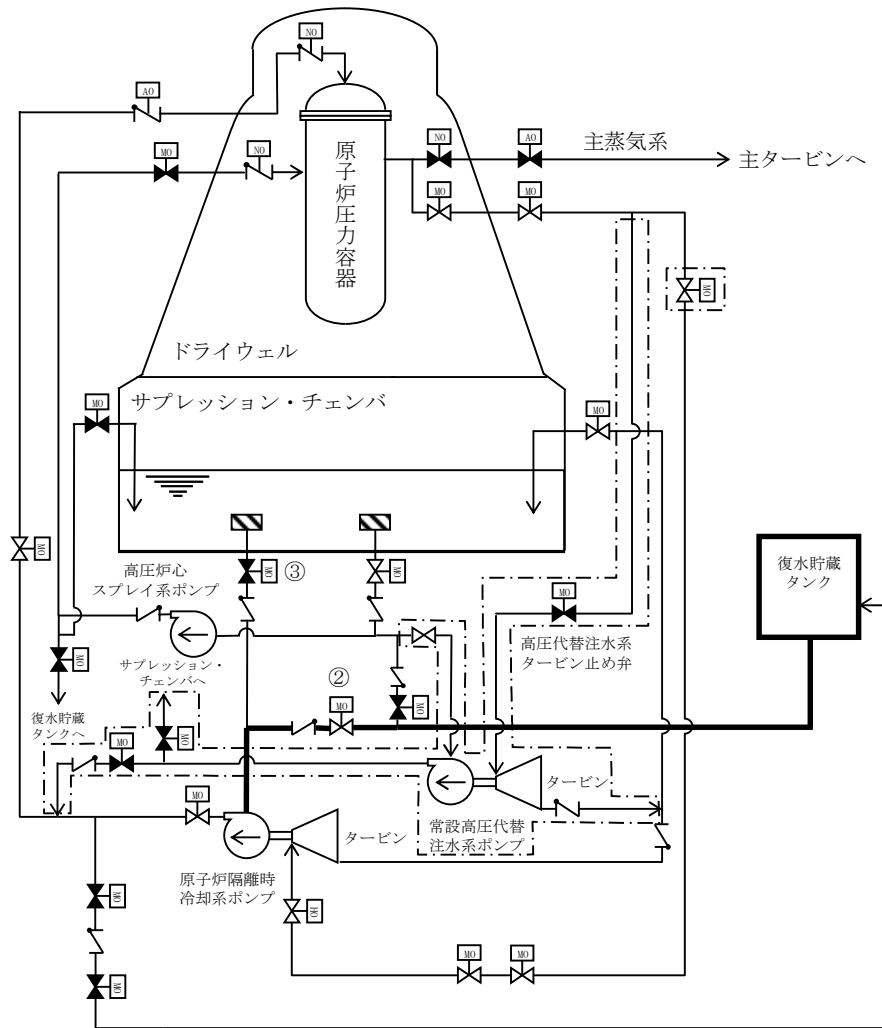 NO
AO
MO
NO
NO
AO
主蒸気系
主タービンへ
MO
MO
原子炉圧力容器
MO
ドライウェル
サプレッション・チェンバ
MO
MO
MO
復水貯蔵
タンク
高圧炉心
スプレイ系ポンプ
MO
③
MO
MO
高圧代替注水系
タービン止め弁
サプレッション・
チェンバへ
MO
②
MO
MO
復水貯蔵
タンクへ
MO
MO
タービン
MO
常設高圧代替
注水系ポンプ
タービン
原子炉隔離時
冷却系ポンプ
MO
HO
MO
MO
MO